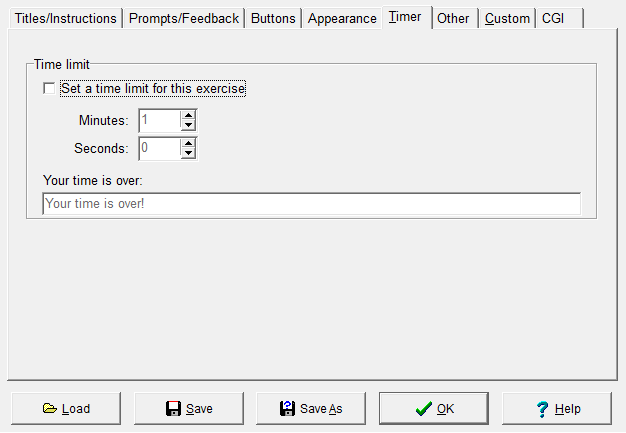 Titles/Instructions Prompts/Feedback Buttons Appearance Timer Other Custom CGI
Time limit
Set a time limit for this exercise
Minutes: 1
Seconds: 0
Your time is over:
Your time is over!
Load Save Save As OK Help